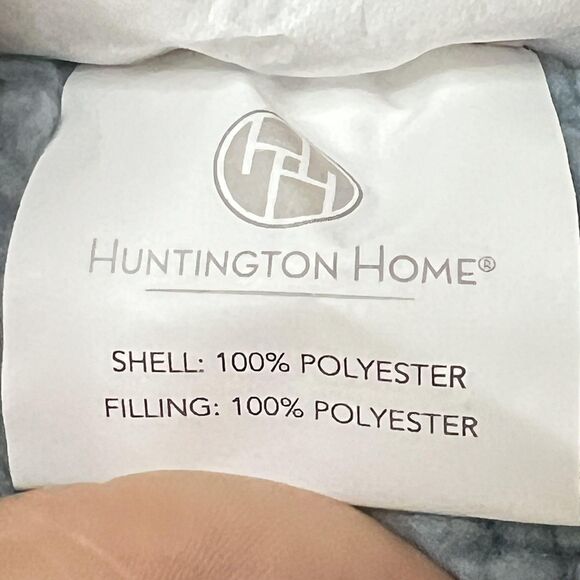 HUNTINGTON HOME®
SHELL: 100% POLYESTER
FILLING: 100% POLYESTER